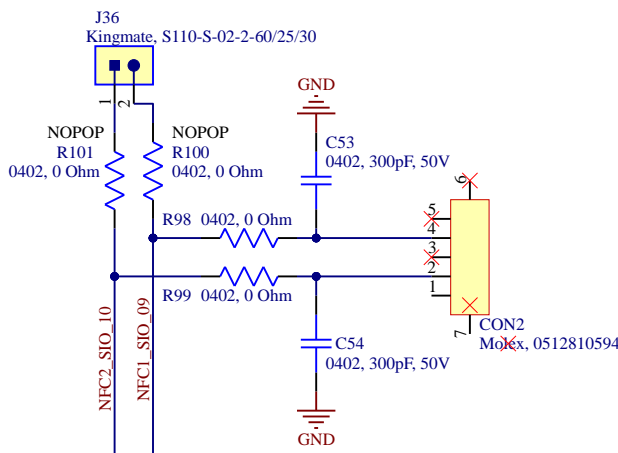 J36
Kingmate, S110-S-02-2-60/25/30
1
2
GND
NOPOP
R101
0402, 0 Ohm
NOPOP
R100
0402, 0 Ohm
C53
0402, 300pF, 50V
R98 0402, 0 Ohm
R99 0402, 0 Ohm
6
5
4
3
2
1
7
CON2
Molex, 0512810594
C54
0402, 300pF, 50V
GND
NFC2_SIO_10
NFC1_SIO_09